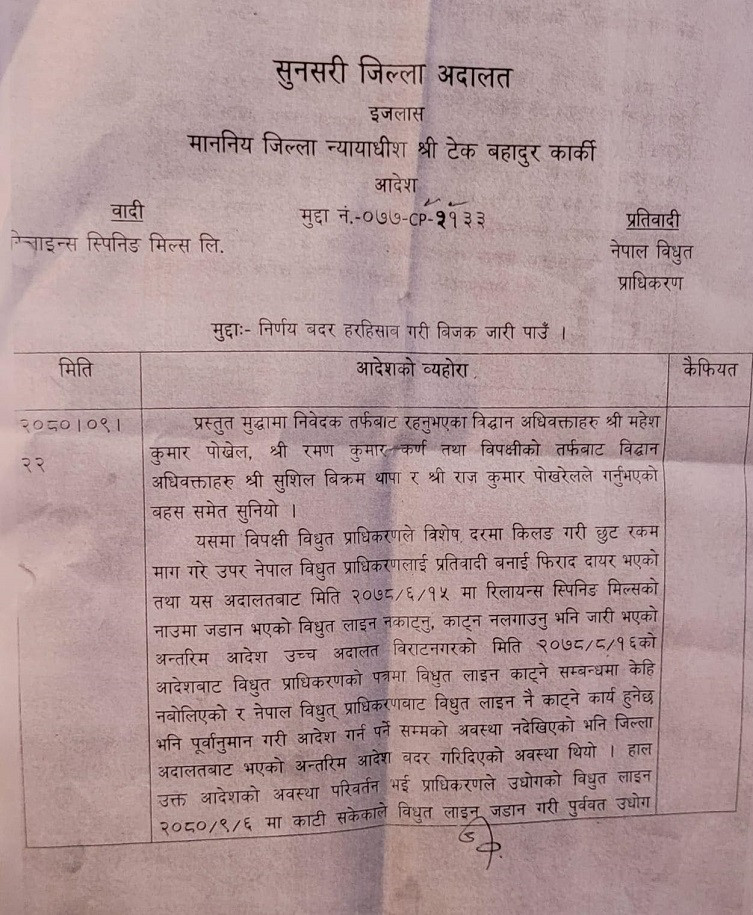 सुनसरी जिल्ला अदालत
इजलास
माननिय जिल्ला न्यायाधीश श्री टेक बहादुर कार्की
आदेश
वादी
मुद्दा नं.-०७७-CP-११३३
प्रतिवादी
स्पिनिङ मिल्स लि.
नेपाल विधुत
प्राधिकरण
मुद्दाः- निर्णय बदर हरहिसाव गरी विजक जारी पाउँ ।
मिति
आदेशको व्यहोरा
कैफियत
२०८०।०९।
२२
प्रस्तुत मुद्धामा निवेदक तर्फबाट रहनुभएका विद्वान अधिवक्ताहरु श्री महेश
कुमार पोखेल, श्री रमण कुमार कर्ण तथा विपक्षीको तर्फबाट विद्वान
अधिवक्ताहरु श्री सुशिल बिक्रम थापा र श्री राज कुमार पोखरेलले गर्नुभएको
बहस समेत सुनियो ।
यसमा विपक्षी विधुत प्राधिकरणले विशेष दरमा किलङ गरी छुट रकम
माग गरे उपर नेपाल विधुत प्राधिकरणलाई प्रतिवादी बनाई फिराद दायर भएको
तथा यस अदालतबाट मिति २०७८/६/१५ मा रिलायन्स स्पिनिङ मिल्सको
नाउमा जडान भएको विधुत लाइन नकाट्नु, काट्न नलगाउनु भनि जारी भएको
अन्तरिम आदेश उच्च अदालत विराटनगरको मिति २०७८/८/१६को
आदेशबाट विधुत प्राधिकरणको पत्रमा विधुत लाइन काट्ने सम्बन्धमा केहि
नवोलिएको र नेपाल विधुत् प्राधिकरणवाट विधुत लाइन नै काट्ने कार्य हुनेछ
भनि पूर्वानुमान गरी आदेश गर्न पर्ने सम्मको अवस्था नदेखिएको भनि जिल्ला
अदालतबाट भएको अन्तरिम आदेश वदर गरिदिएको अवस्था थियो । हाल
उक्त आदेशको अवस्था परिवर्तन भई प्राधिकरणले उधोगको विधुत लाइन
२०८०/९/६ मा काटी सकेकाले विधुत लाइन जडान गरी पुर्ववत उधोग